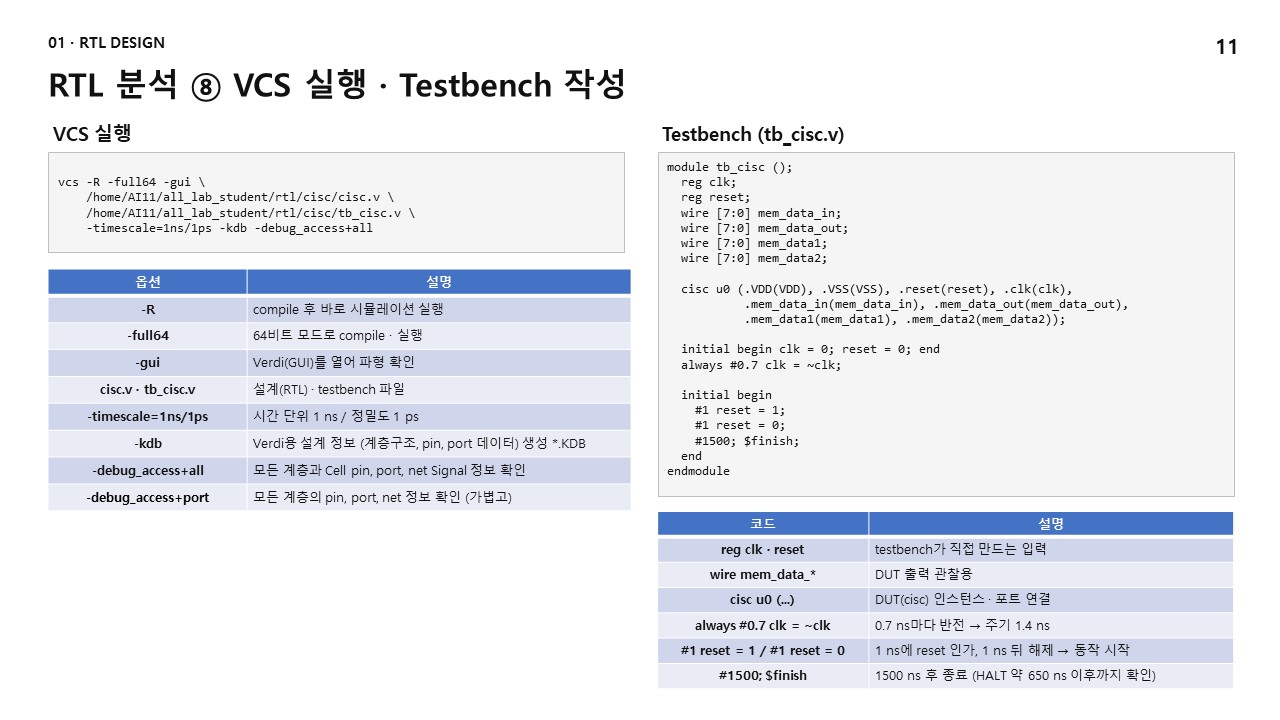 01 · RTL DESIGN
11
RTL 분석 ⑧ VCS 실행 · Testbench 작성
VCS 실행
vcs -R -full64 -gui \
/home/AI11/all_lab_student/rtl/cisc/cisc.v \
/home/AI11/all_lab_student/rtl/cisc/tb_cisc.v \
-timescale=1ns/1ps -kdb -debug_access+all
옵션 설명
-R compile 후 바로 시뮬레이션 실행
-full64 64비트 모드로 compile · 실행
-gui Verdi(GUI)를 열어 파형 확인
cisc.v · tb_cisc.v 설계(RTL) · testbench 파일
-timescale=1ns/1ps 시간 단위 1 ns / 정밀도 1 ps
-kdb Verdi용 설계 정보 (계층구조, pin, port 데이터) 생성 *.KDB
-debug_access+all 모든 계층과 Cell pin, port, net Signal 정보 확인
-debug_access+port 모든 계층의 pin, port, net 정보 확인 (가볍고)
Testbench (tb_cisc.v)
module tb_cisc ();
reg clk;
reg reset;
wire [7:0] mem_data_in;
wire [7:0] mem_data_out;
wire [7:0] mem_data1;
wire [7:0] mem_data2;
cisc u0 (.VDD(VDD), .VSS(VSS), .reset(reset), .clk(clk),
.mem_data_in(mem_data_in), .mem_data_out(mem_data_out),
.mem_data1(mem_data1), .mem_data2(mem_data2));
initial begin clk = 0; reset = 0; end
always #0.7 clk = ~clk;
initial begin
#1 reset = 1;
#1 reset = 0;
#1500; $finish;
end
endmodule
코드 설명
reg clk · reset testbench가 직접 만드는 입력
wire mem_data_* DUT 출력 관찰용
cisc u0 (...) DUT(cisc) 인스턴스 · 포트 연결
always #0.7 clk = ~clk 0.7 ns마다 반전 → 주기 1.4 ns
#1 reset = 1 / #1 reset = 0 1 ns에 reset 인가, 1 ns 뒤 해제 → 동작 시작
#1500; $finish 1500 ns 후 종료 (HALT 약 650 ns 이후까지 확인)